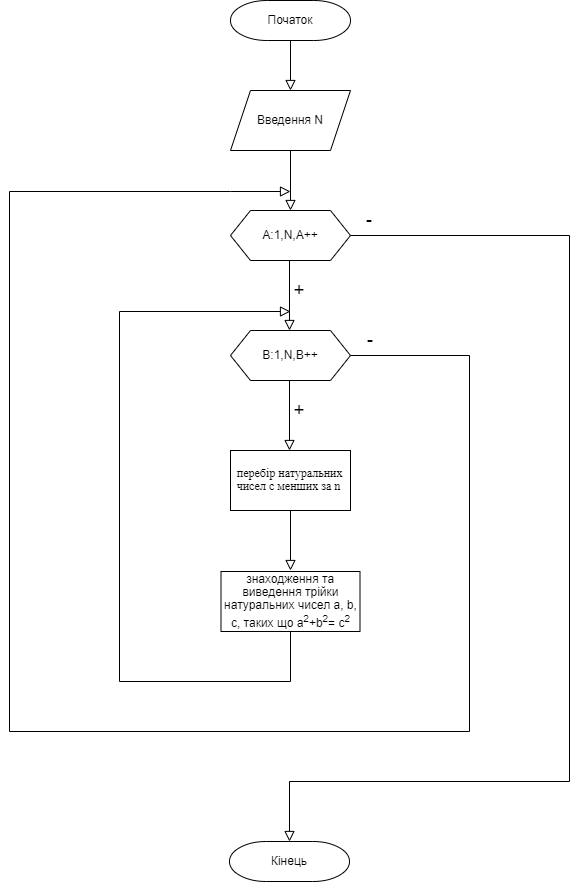 Початок
Введення N
-
A:1,N,A++
+
-
B:1,N,B++
+
перебір натуральних
чисел с менших за n
знаходження та
виведення трійки
натуральних чисел a, b,
c, таких що a²+b²= c²
Кінець